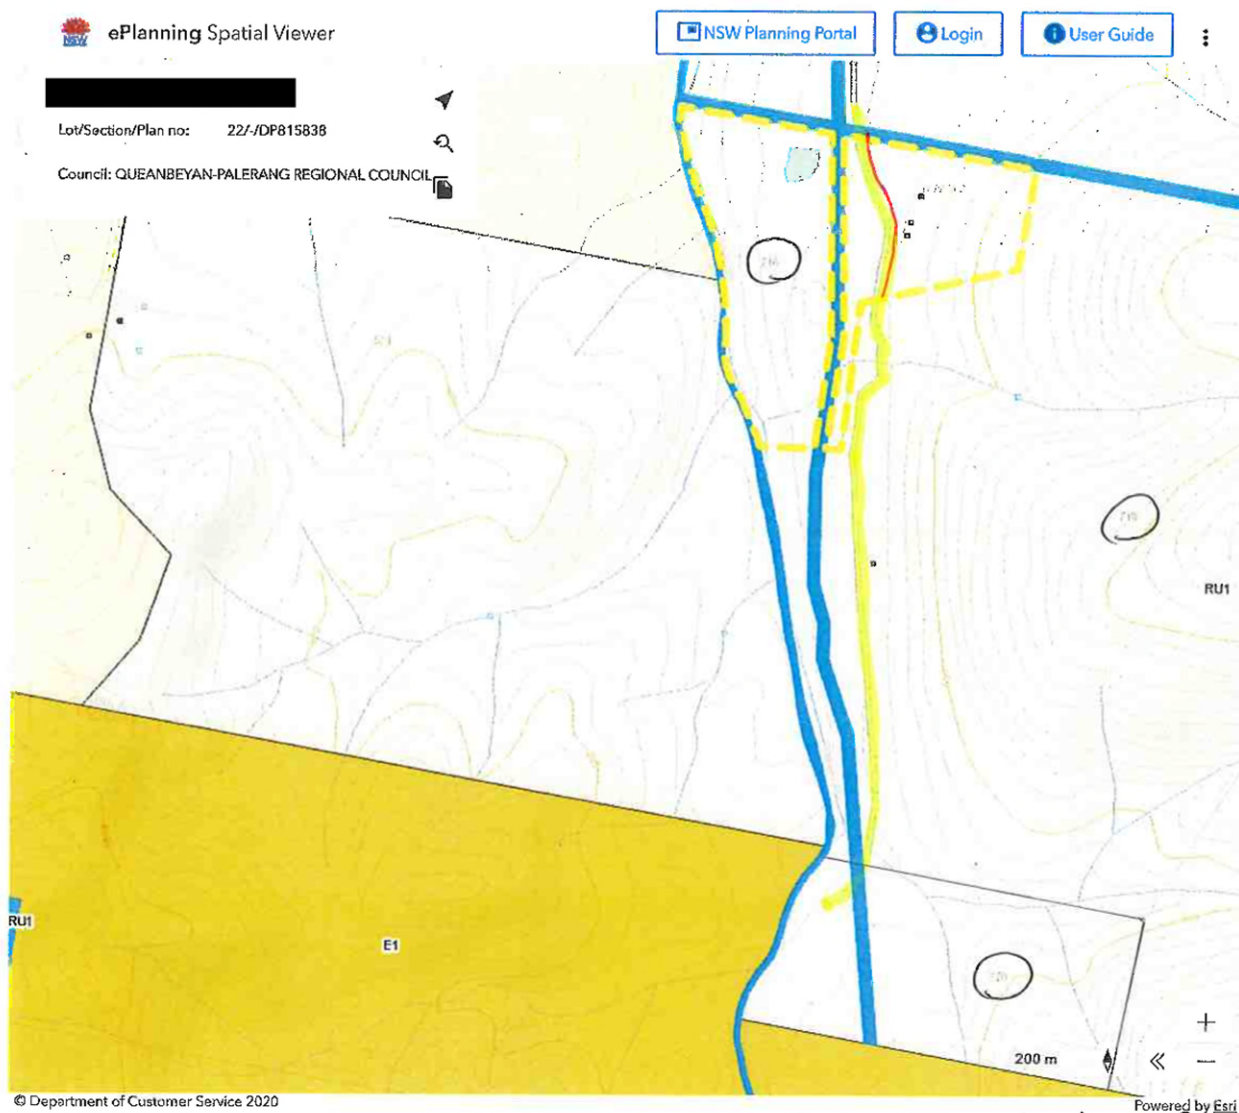 ePlanning Spatial Viewer
NSW Planning Portal
Login
User Guide
Lot/Section/Plan no: 22/-/DP815838
Council: QUEANBEYAN-PALERANG REGIONAL COUNCIL
RU1
RU1
E1
200 m
© Department of Customer Service 2020
Powered by Esri